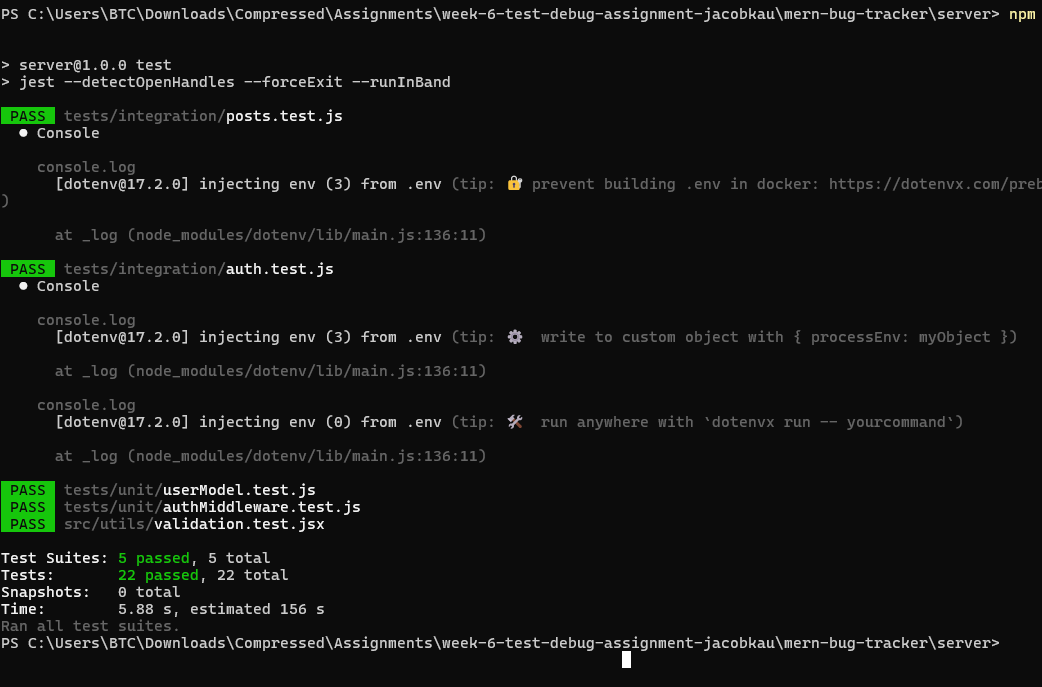 PS C:\Users\BTC\Downloads\Compressed\Assignments\week-6-test-debug-assignment-jacobkau\mern-bug-tracker\server> npm
> server@1.0.0 test
> jest --detectOpenHandles --forceExit --runInBand
PASS tests/integration/posts.test.js
● Console
console.log
[dotenv@17.2.0] injecting env (3) from .env (tip: 🔐 prevent building .env in docker: https://dotenvx.com/preb
)
at _log (node_modules/dotenv/lib/main.js:136:11)
PASS tests/integration/auth.test.js
● Console
console.log
[dotenv@17.2.0] injecting env (3) from .env (tip: ⚙️ write to custom object with { processEnv: myObject })
at _log (node_modules/dotenv/lib/main.js:136:11)
console.log
[dotenv@17.2.0] injecting env (0) from .env (tip: 🛠️ run anywhere with `dotenvx run -- yourcommand`)
at _log (node_modules/dotenv/lib/main.js:136:11)
PASS tests/unit/userModel.test.js
PASS tests/unit/authMiddleware.test.js
PASS src/utils/validation.test.jsx
Test Suites: 5 passed, 5 total
Tests: 22 passed, 22 total
Snapshots: 0 total
Time: 5.88 s, estimated 156 s
Ran all test suites.
PS C:\Users\BTC\Downloads\Compressed\Assignments\week-6-test-debug-assignment-jacobkau\mern-bug-tracker\server>